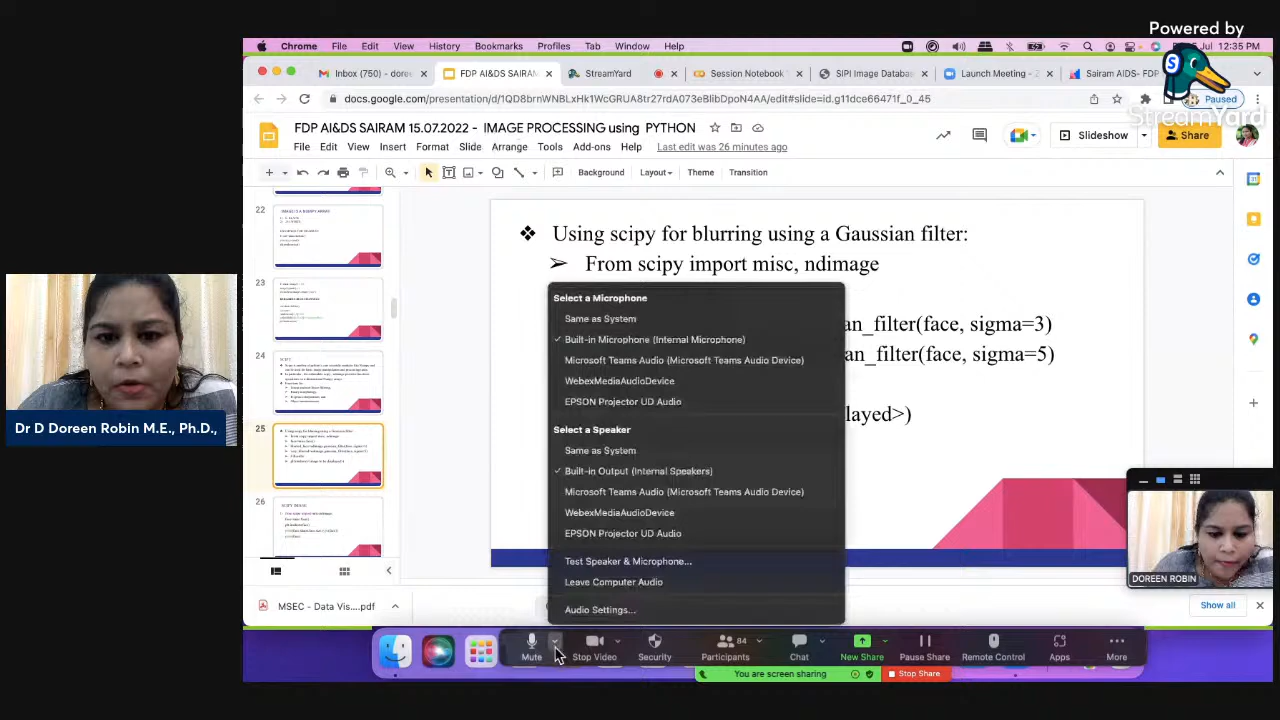 Powered by
StreamYard
Chrome File Edit View History Bookmarks Profiles Tab Window Help
Jul 12:35 PM
Inbox (750) - dore
FDP AI&DS SAIRAM
StreamYard
Session Notebook
SIPI Image Databas
Launch Meeting - Z
Sairam AIDS- FDP
docs.google.com/presentation/d/1Dp8brnWNBLxHk1WcGRUA8tr27rdA073eBlibDpoN4AA/edit#slide=id.g11dce66471f_0_45
Paused
FDP AI&DS SAIRAM 15.07.2022 - IMAGE PROCESSING using PYTHON
File Edit View Insert Format Slide Arrange Tools Add-ons Help Last edit was 26 minutes ago
Slideshow
Share
Background Layout Theme Transition
22
23
24
25
26
❖ Using scipy for blurring using a Gaussian filter:
➢ From scipy import misc, ndimage
an_filter(face, sigma=3)
an_filter(face, sigma=5)
layed>)
Select a Microphone
Same as System
✓ Built-in Microphone (Internal Microphone)
Microsoft Teams Audio (Microsoft Teams Audio Device)
WebexMediaAudioDevice
EPSON Projector UD Audio
Select a Speaker
Same as System
✓ Built-in Output (Internal Speakers)
Microsoft Teams Audio (Microsoft Teams Audio Device)
WebexMediaAudioDevice
EPSON Projector UD Audio
Test Speaker & Microphone...
Leave Computer Audio
Audio Settings...
Dr D Doreen Robin M.E., Ph.D.,
DOREEN ROBIN
MSEC - Data Vis....pdf
Show all
Mute Stop Video Security Participants 84 Chat New Share Pause Share Remote Control Apps More
You are screen sharing
Stop Share